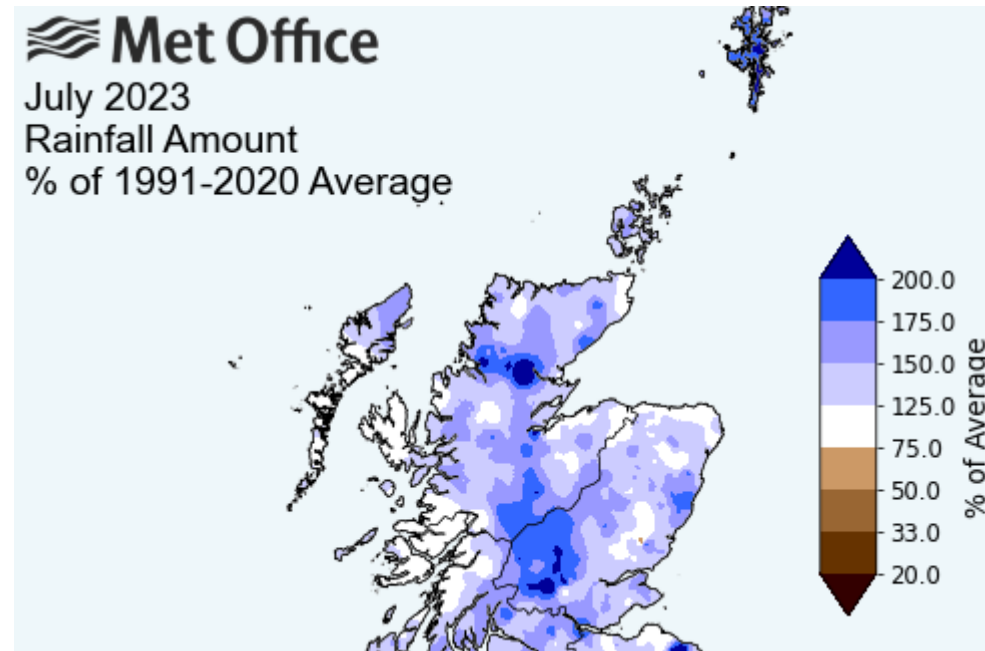 Met Office
July 2023
Rainfall Amount
% of 1991-2020 Average
200.0
175.0
150.0
125.0
75.0
50.0
33.0
20.0
% of Average